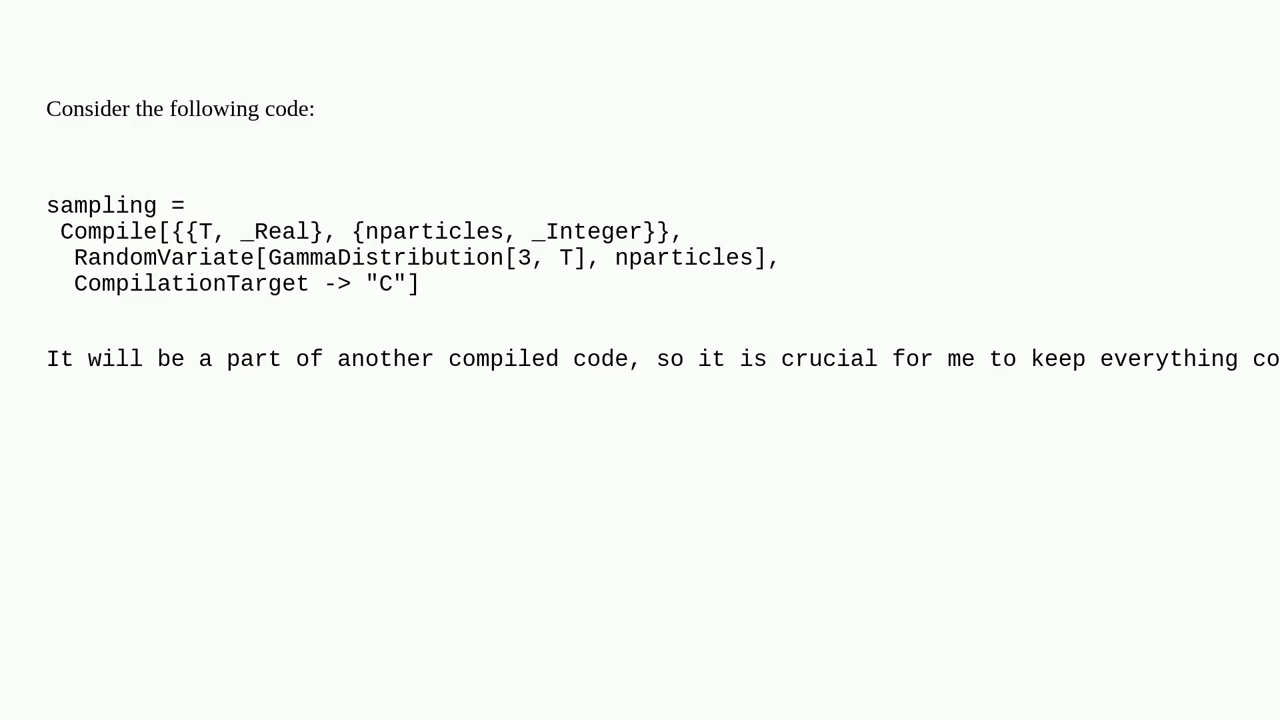 Consider the following code:
sampling =
 Compile[{{T, _Real}, {nparticles, _Integer}},
  RandomVariate[GammaDistribution[3, T], nparticles],
  CompilationTarget -> "C"]
It will be a part of another compiled code, so it is crucial for me to keep everything co